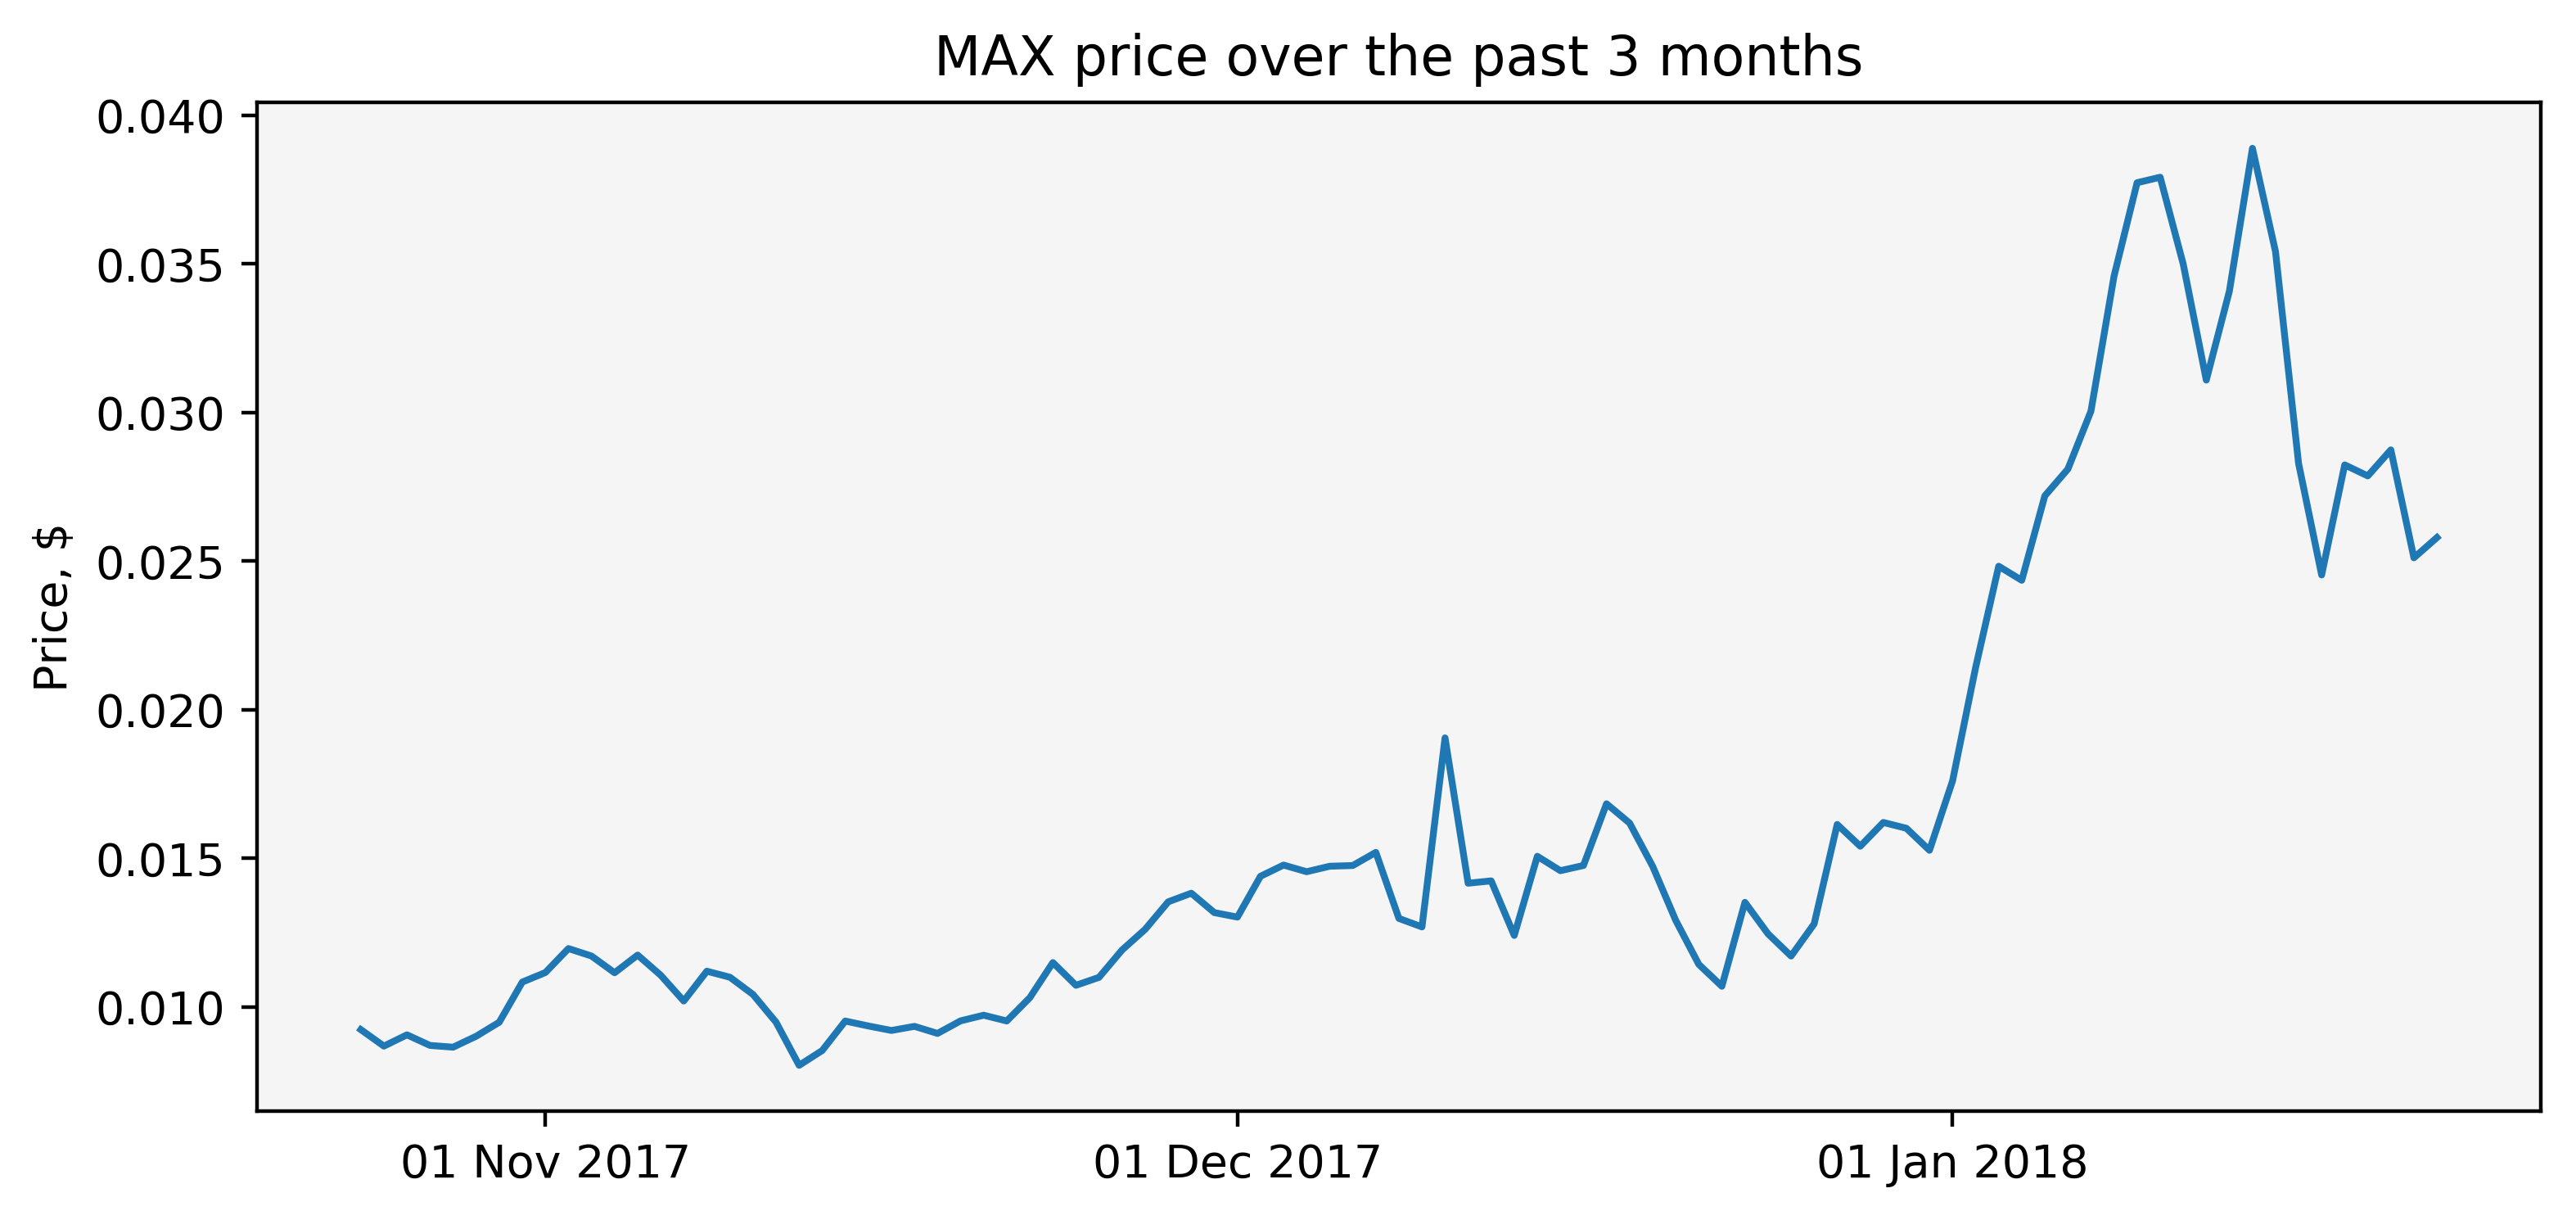 MAX price over the past 3 months
0.040
0.035
0.030
0.025
0.020
0.015
0.010
Price, $
01 Nov 2017
01 Dec 2017
01 Jan 2018